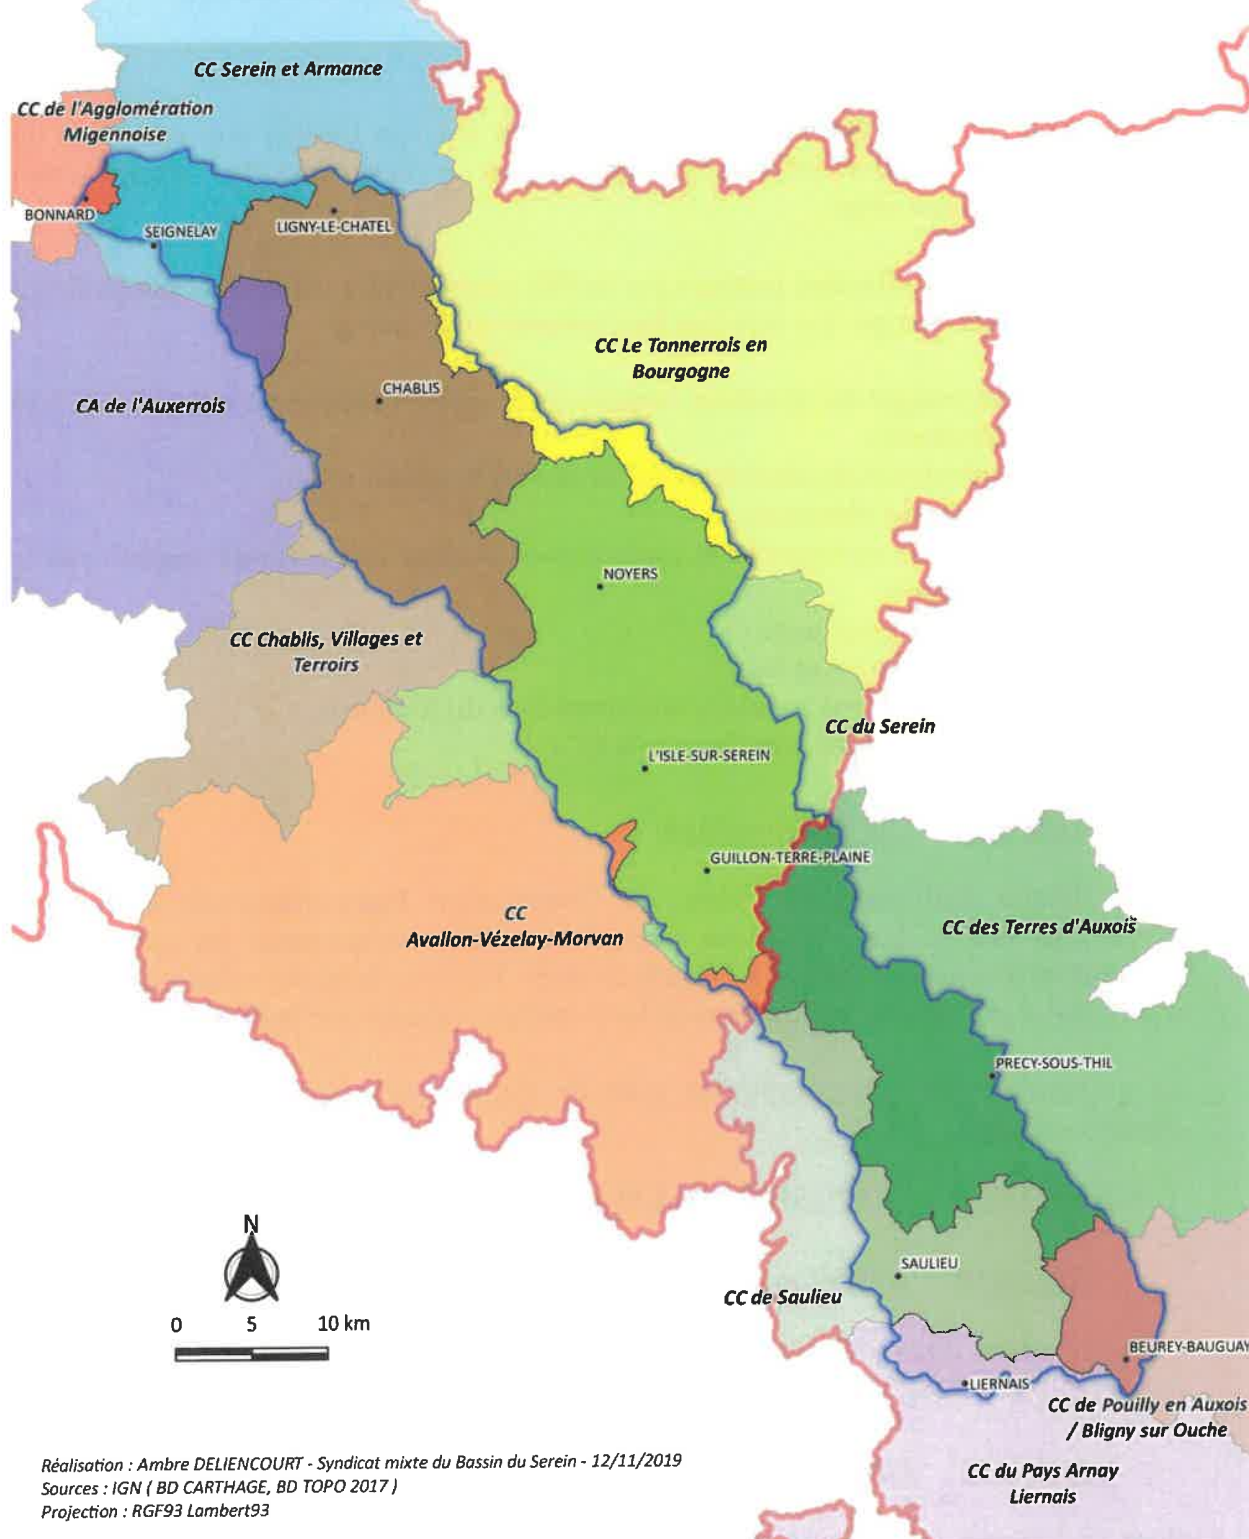 CC Serein et Armance
CC de l'Agglomération
Migennoise
BONNARD
SEIGNELAY
LIGNY-LE-CHATEL
CC Le Tonnerrois en
Bourgogne
CHABLIS
CA de l'Auxerrois
NOYERS
CC Chablis, Villages et
Terroirs
CC du Serein
L'ISLE-SUR-SEREIN
GUILLON-TERRE-PLAINE
CC
Avallon-Vézelay-Morvan
CC des Terres d'Auxois
PRECY-SOUS-THIL
N
0 5 10 km
SAULIEU
CC de Saulieu
BEUREY-BAUGUAY
LIERNAIS
CC de Pouilly en Auxois
/ Bligny sur Ouche
CC du Pays Arnay
Liernais
Réalisation : Ambre DELIENCOURT - Syndicat mixte du Bassin du Serein - 12/11/2019
Sources : IGN ( BD CARTHAGE, BD TOPO 2017 )
Projection : RGF93 Lambert93